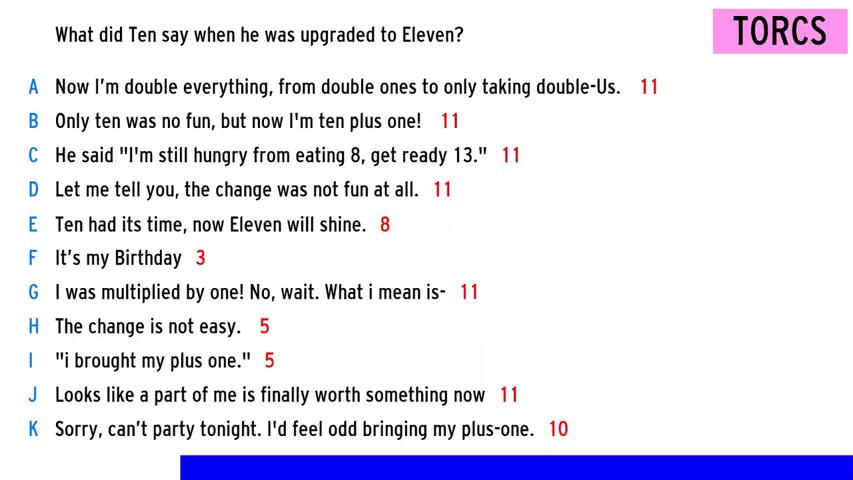 What did Ten say when he was upgraded to Eleven?
TORCS
A Now I'm double everything, from double ones to only taking double-Us. 11
B Only ten was no fun, but now I'm ten plus one! 11
C He said "I'm still hungry from eating 8, get ready 13." 11
D Let me tell you, the change was not fun at all. 11
E Ten had its time, now Eleven will shine. 8
F It's my Birthday 3
G I was multiplied by one! No, wait. What i mean is- 11
H The change is not easy. 5
I "i brought my plus one." 5
J Looks like a part of me is finally worth something now 11
K Sorry, can't party tonight. I'd feel odd bringing my plus-one. 10